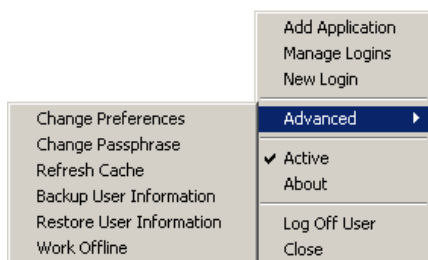 Add Application
Manage Logins
New Login
Advanced
Active
About
Log Off User
Close
Change Preferences
Change Passphrase
Refresh Cache
Backup User Information
Restore User Information
Work Offline